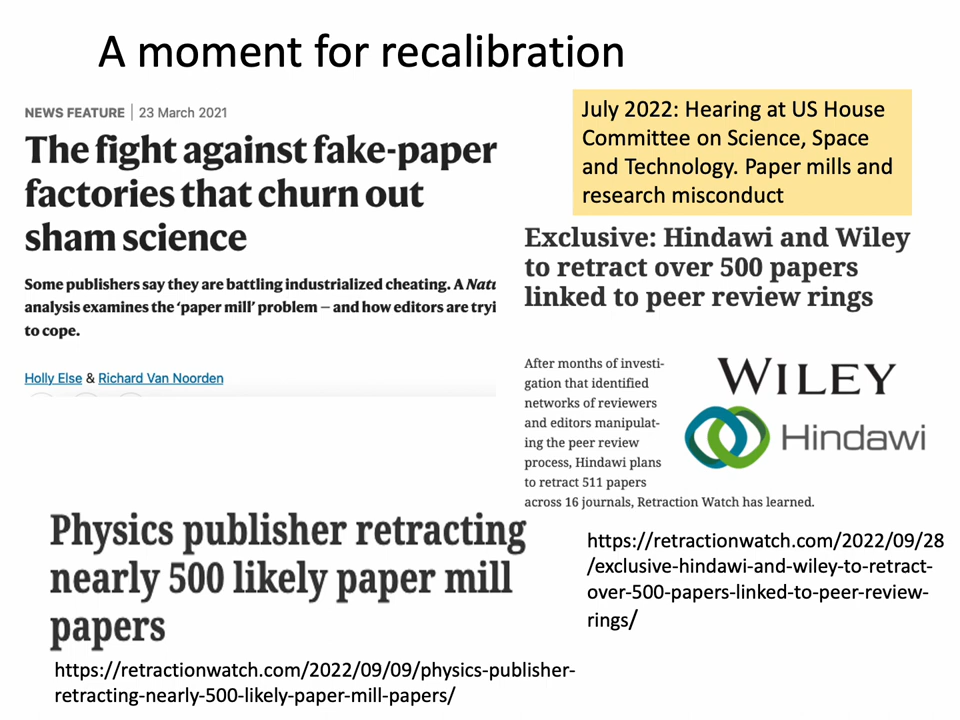 A moment for recalibration
NEWS FEATURE | 23 March 2021
The fight against fake-paper
factories that churn out
sham science
Some publishers say they are battling industrialized cheating. A Natu
analysis examines the ‘paper mill’ problem — and how editors are tryi
to cope.
Holly Else & Richard Van Noorden
July 2022: Hearing at US House
Committee on Science, Space
and Technology. Paper mills and
research misconduct
Exclusive: Hindawi and Wiley
to retract over 500 papers
linked to peer review rings
After months of investi-
gation that identified
networks of reviewers
and editors manipulat-
ing the peer review
process, Hindawi plans
to retract 511 papers
across 16 journals, Retraction Watch has learned.
WILEY
Hindawi
https://retractionwatch.com/2022/09/28
/exclusive-hindawi-and-wiley-to-retract-
over-500-papers-linked-to-peer-review-
rings/
Physics publisher retracting
nearly 500 likely paper mill
papers
https://retractionwatch.com/2022/09/09/physics-publisher-
retracting-nearly-500-likely-paper-mill-papers/